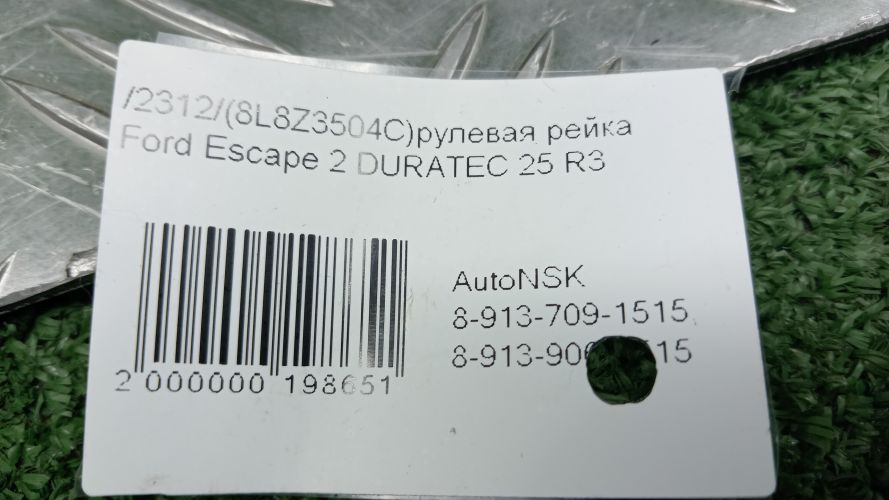 /2312/(8L8Z3504C)рулевая рейка
Ford Escape 2 DURATEC 25 R3
AutoNSK
8-913-709-1515
2 000000 198651